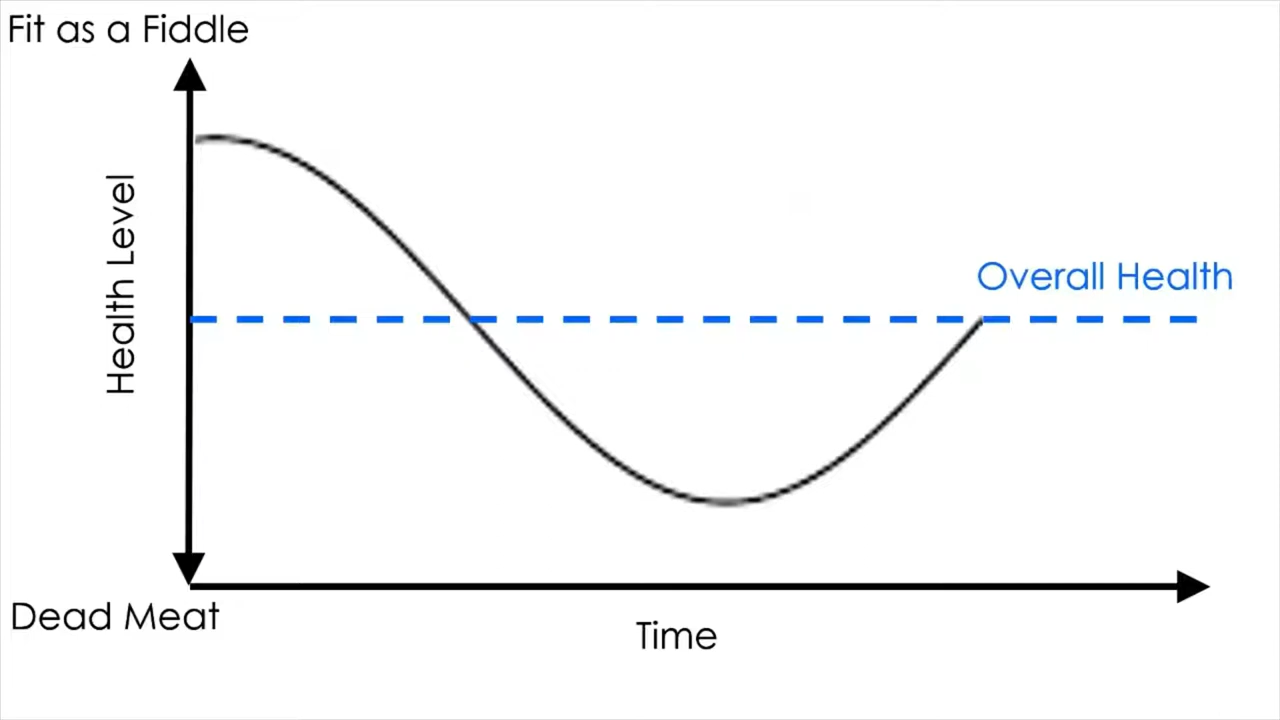 Fit as a Fiddle
Health Level
Overall Health
Dead Meat
Time